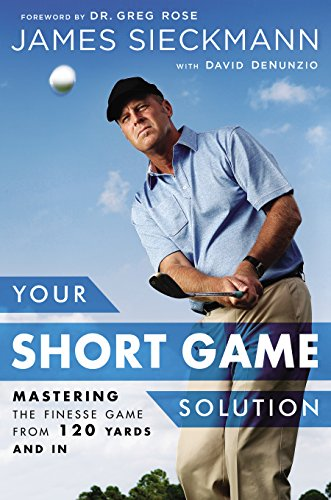 FOREWORD BY DR. GREG ROSE
JAMES SIECKMANN
WITH DAVID DENUNZIO
YOUR
SHORT GAME
SOLUTION
MASTERING
THE FINESSE GAME
FROM 120 YARDS
AND IN